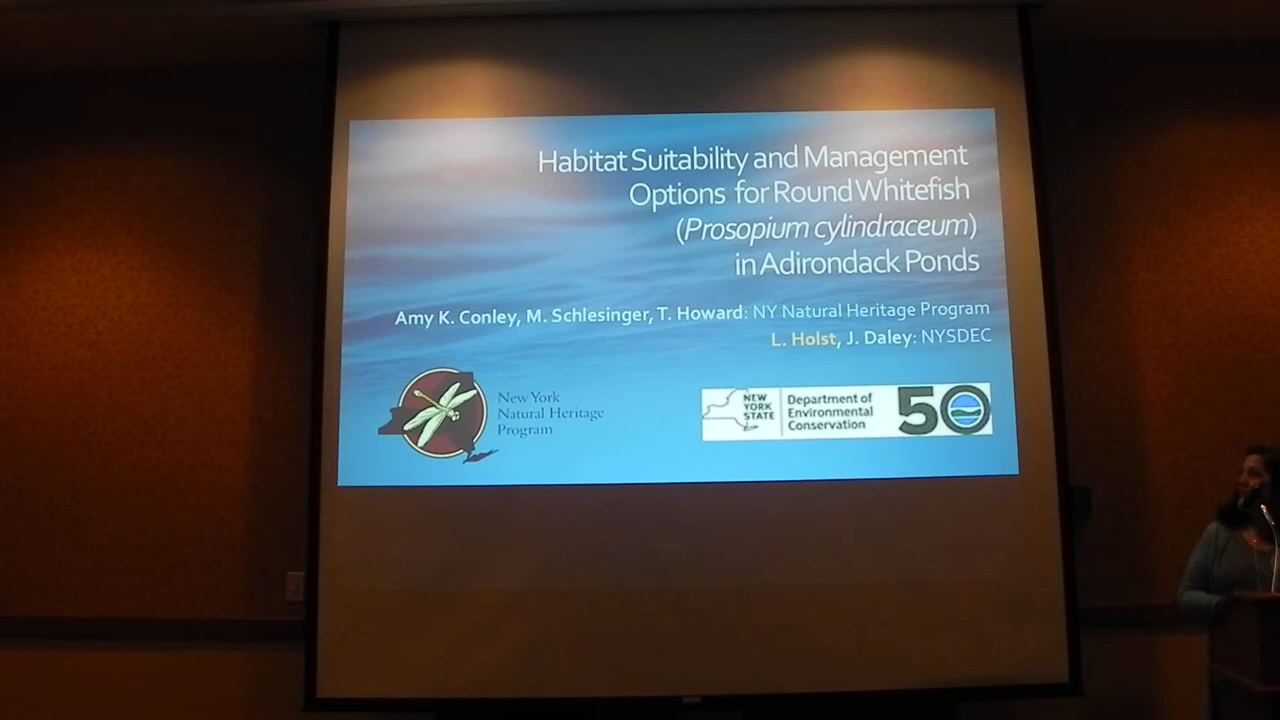 Habitat Suitability and Management
Options for Round Whitefish
(Prosopium cylindraceum)
in Adirondack Ponds
Amy K. Conley, M. Schlesinger, T. Howard: NY Natural Heritage Program
L. Holst, J. Daley: NYSDEC
New York
Natural Heritage
Program
NEW
YORK
STATE
Department of
Environmental
Conservation
50